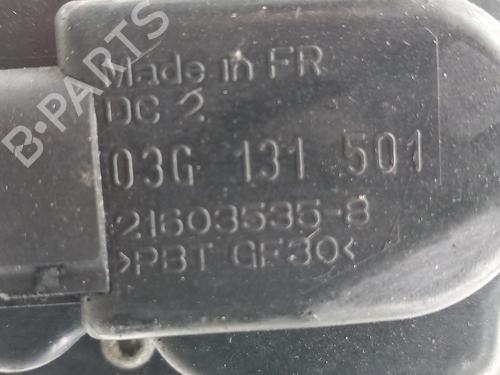 Made in FR
DC 2
03G 131 501
21603535-8
>PBT GF30<
B-PARTS